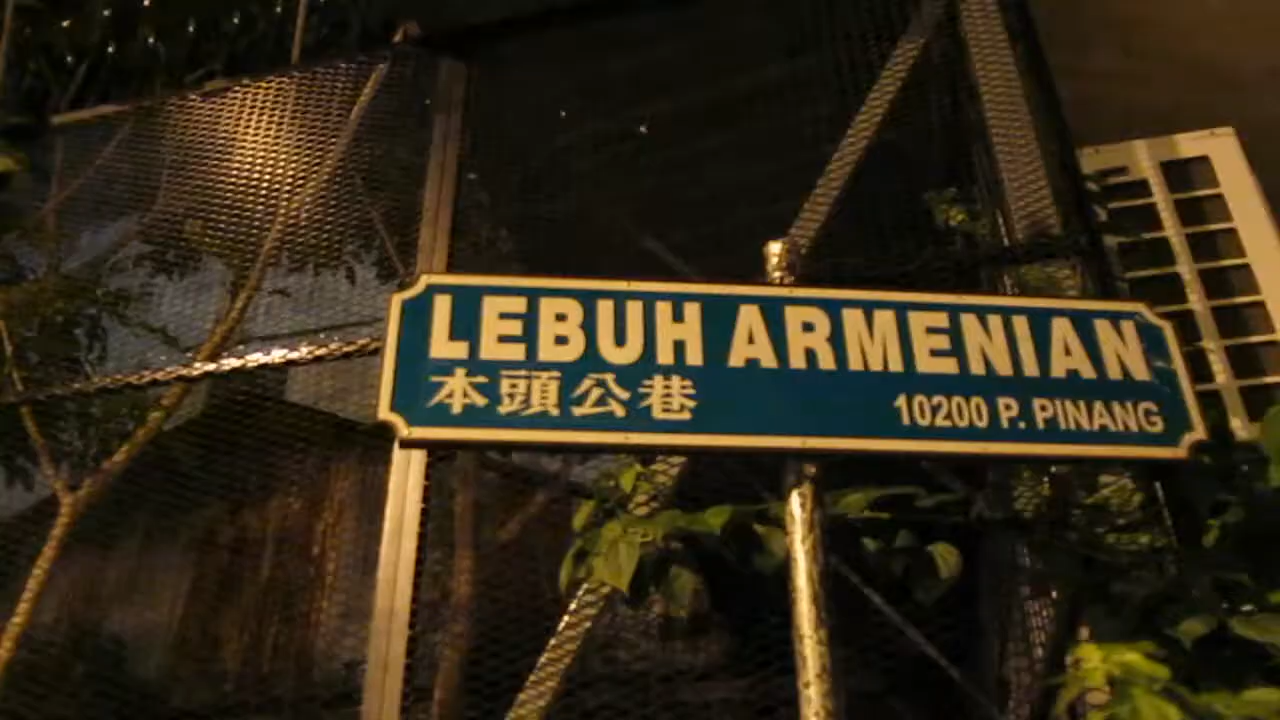 LEBUH ARMENIAN
本頭公巷
10200 P. PINANG